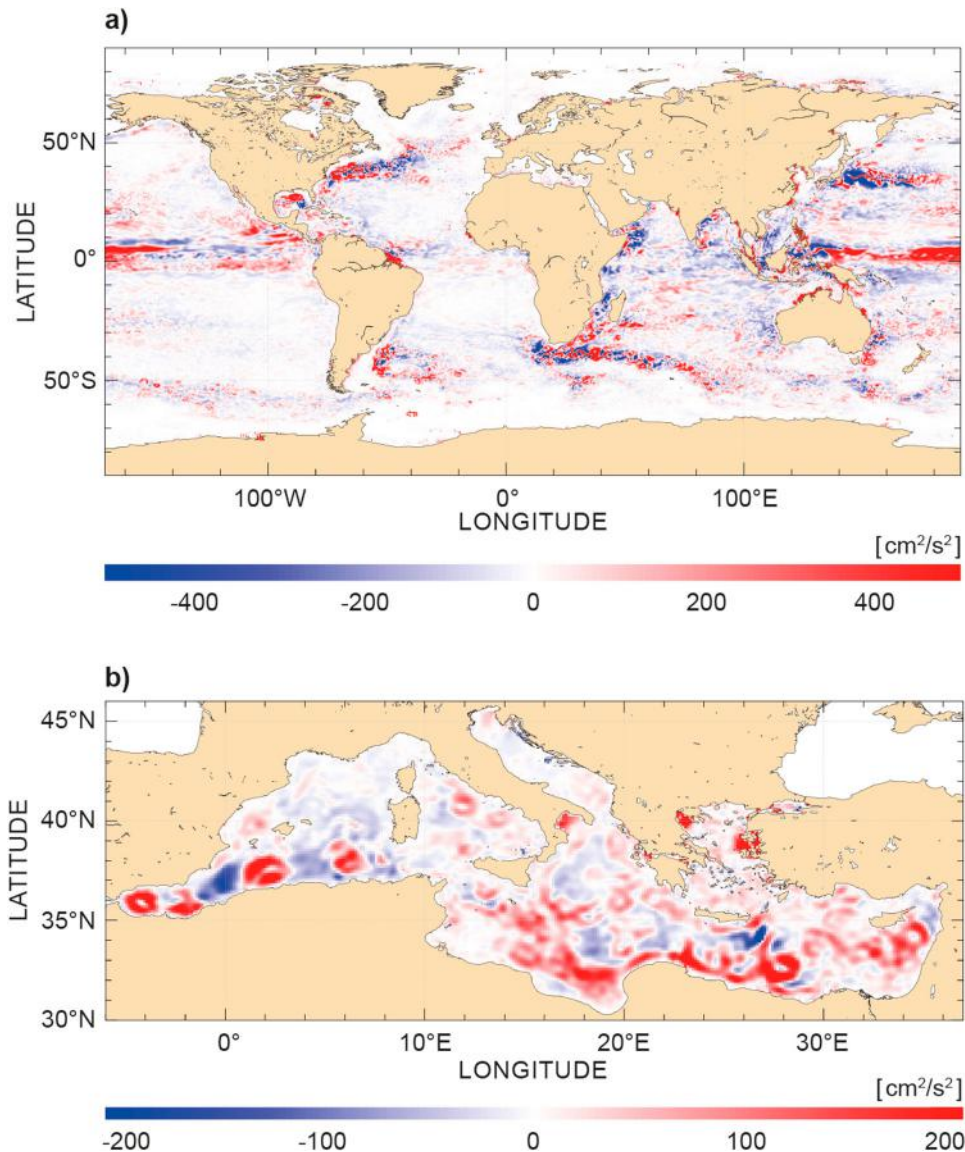 a)
50°N
0°
50°S
LATITUDE
100°W
0°
100°E
LONGITUDE
[cm²/s²]
-400
-200
0
200
400
b)
45°N
40°N
35°N
30°N
LATITUDE
0°
10°E
20°E
30°E
LONGITUDE
[cm²/s²]
-200
-100
0
100
200